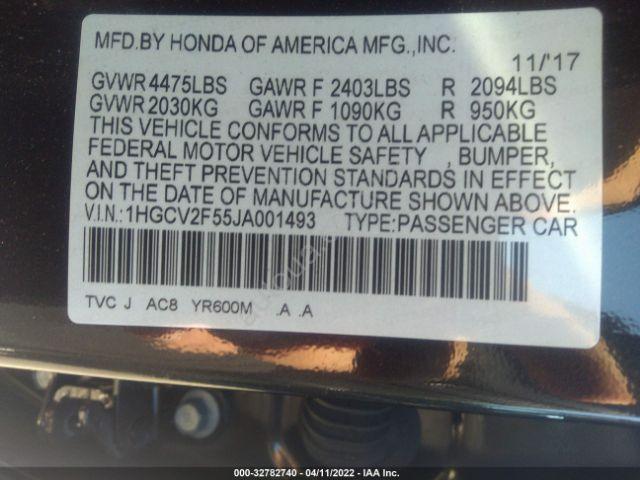 MFD.BY HONDA OF AMERICA MFG.,INC.
11/'17
GVWR 4475LBS GAWR F 2403LBS R 2094LBS
GVWR 2030KG GAWR F 1090KG R 950KG
THIS VEHICLE CONFORMS TO ALL APPLICABLE
FEDERAL MOTOR VEHICLE SAFETY , BUMPER,
AND THEFT PREVENTION STANDARDS IN EFFECT
ON THE DATE OF MANUFACTURE SHOWN ABOVE.
V.I.N.:1HGCV2F55JA001493 TYPE:PASSENGER CAR
TVC J AC8 YR600M .A .A
000-32782740 - 04/11/2022 - IAA Inc.